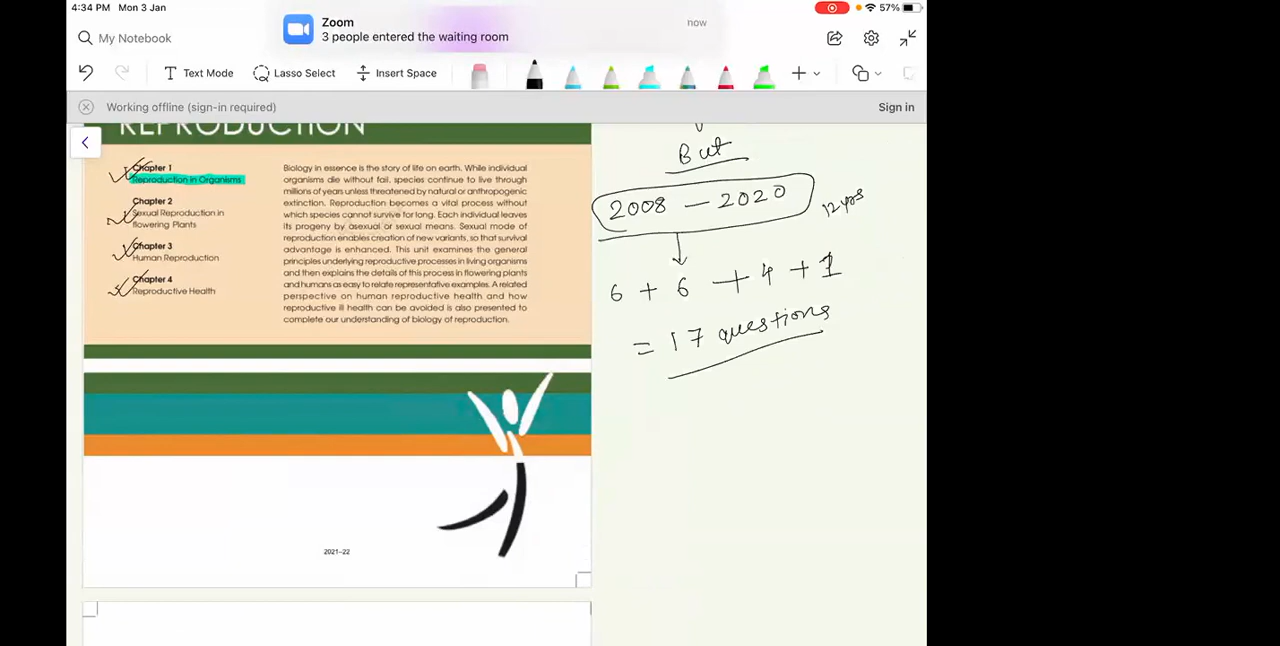 4:34 PM Mon 3 Jan
57%
Zoom
now
3 people entered the waiting room
My Notebook
Text Mode
Lasso Select
Insert Space
Working offline (sign-in required)
Sign in
REPRODUCTION
Chapter 1
Reproduction in Organisms
Chapter 2
Sexual Reproduction in
flowering Plants
Chapter 3
Human Reproduction
Chapter 4
Reproductive Health
Biology in essence is the story of life on earth. While individual
organisms die without fail, species continue to live through
millions of years unless threatened by natural or anthropogenic
extinction. Reproduction becomes a vital process without
which species cannot survive for long. Each individual leaves
its progeny by asexual or sexual means. Sexual mode of
reproduction enables creation of new variants, so that survival
advantage is enhanced. This unit examines the general
principles underlying reproductive processes in living organisms
and then explains the details of this process in flowering plants
and humans as easy to relate representative examples. A related
perspective on human reproductive health and how
reproductive ill health can be avoided is also presented to
complete our understanding of biology of reproduction.
2021–22
But
2008 – 2020
12 yrs
6 + 6 + 4 + 1
= 17 questions